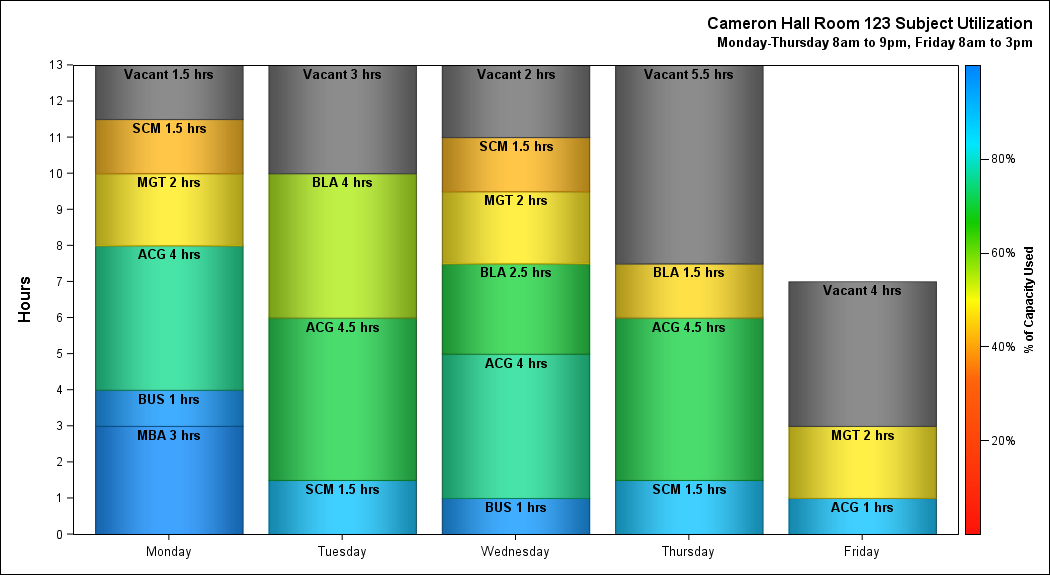 Cameron Hall Room 123 Subject Utilization
Monday-Thursday 8am to 9pm, Friday 8am to 3pm
Hours
13
12
11
10
9
8
7
6
5
4
3
2
1
0
Vacant 1.5 hrs
SCM 1.5 hrs
MGT 2 hrs
ACG 4 hrs
BUS 1 hrs
MBA 3 hrs
Monday
Vacant 3 hrs
BLA 4 hrs
ACG 4.5 hrs
SCM 1.5 hrs
Tuesday
Vacant 2 hrs
SCM 1.5 hrs
MGT 2 hrs
BLA 2.5 hrs
ACG 4 hrs
BUS 1 hrs
Wednesday
Vacant 5.5 hrs
BLA 1.5 hrs
ACG 4.5 hrs
SCM 1.5 hrs
Thursday
Vacant 4 hrs
MGT 2 hrs
ACG 1 hrs
Friday
80%
60%
40%
20%
% of Capacity Used